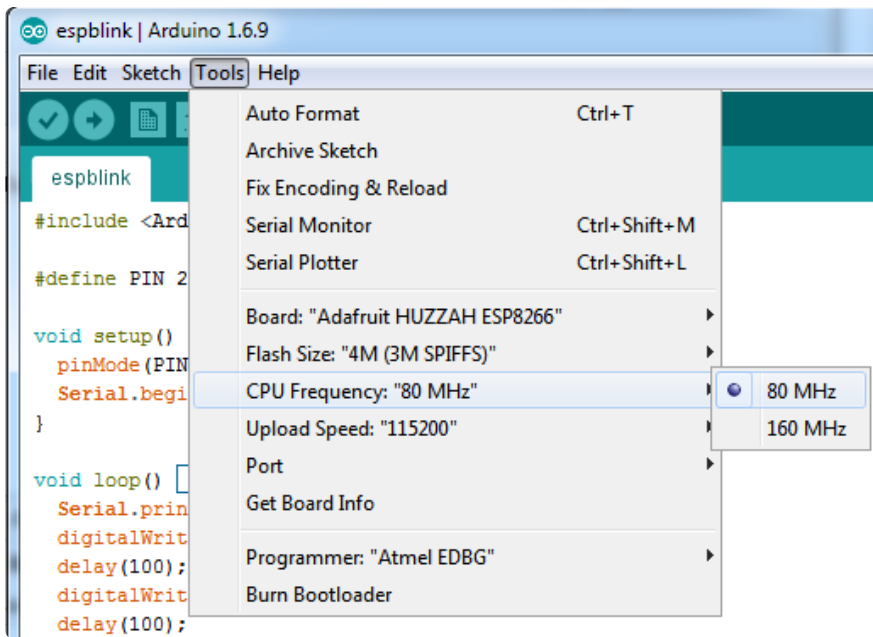 espblink | Arduino 1.6.9
File Edit Sketch Tools Help
Auto Format Ctrl+T
Archive Sketch
Fix Encoding & Reload
Serial Monitor Ctrl+Shift+M
Serial Plotter Ctrl+Shift+L
Board: "Adafruit HUZZAH ESP8266"
Flash Size: "4M (3M SPIFFS)"
CPU Frequency: "80 MHz"
Upload Speed: "115200"
Port
Get Board Info
Programmer: "Atmel EDBG"
Burn Bootloader
80 MHz
160 MHz
espblink
#include <Ard
#define PIN 2
void setup()
pinMode(PIN
Serial.begi
}
void loop()
Serial.prin
digitalWrit
delay(100);
digitalWrit
delay(100);